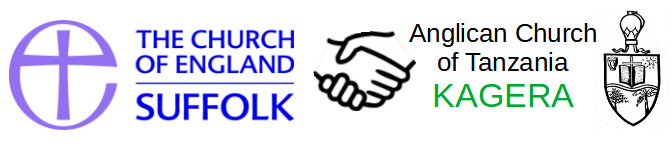 THE CHURCH
OF ENGLAND
SUFFOLK
Anglican Church
of Tanzania
KAGERA